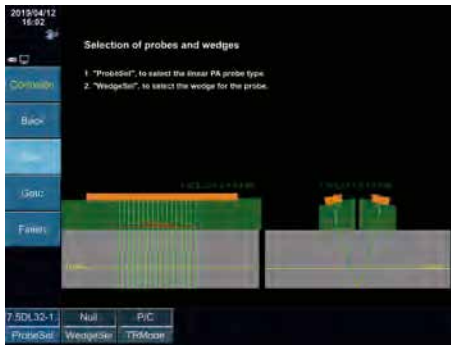 2019/04/12
16:02
Selection of probes and wedges
1. "ProbeSel", to select the linear PA probe type.
2. "WedgeSel", to select the wedge for the probe.
Corrosion
Back
Gate
Param
7.5DL32-1.
Null
P/C
ProbeSel
WedgeSel
TRMode